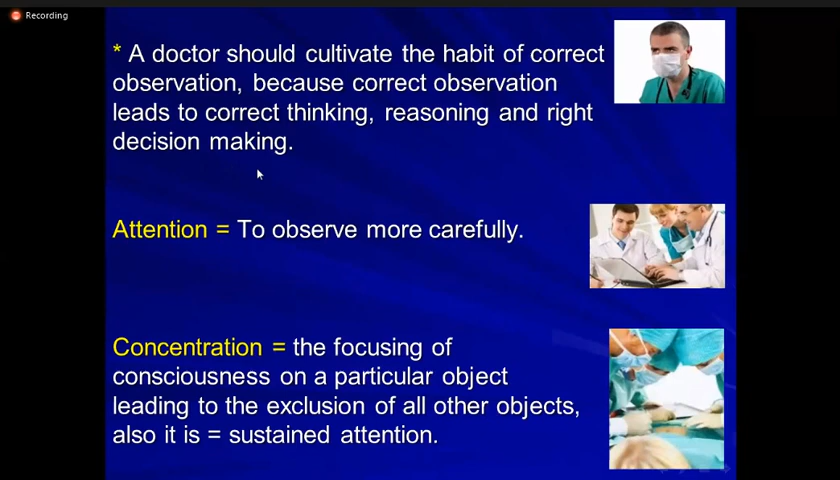 Recording
* A doctor should cultivate the habit of correct
observation, because correct observation
leads to correct thinking, reasoning and right
decision making.
Attention = To observe more carefully.
Concentration = the focusing of
consciousness on a particular object
leading to the exclusion of all other objects,
also it is = sustained attention.